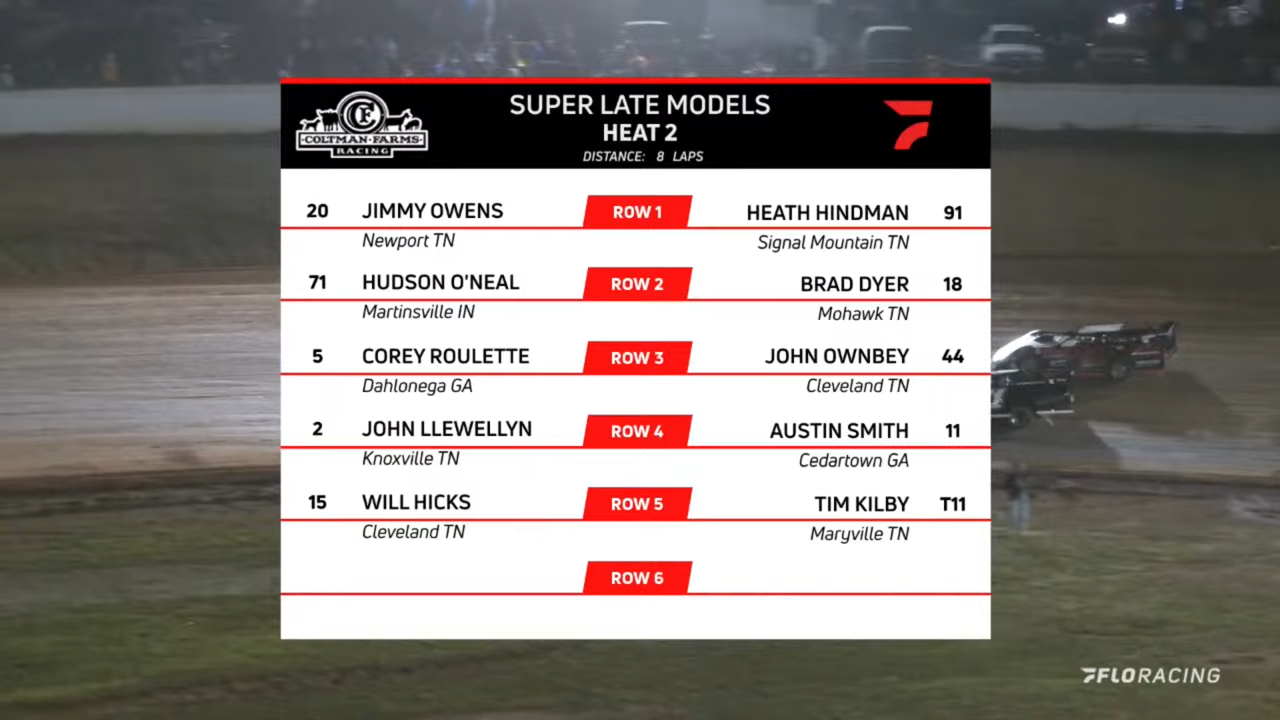 CF
COLTMAN FARMS
RACING
SUPER LATE MODELS
HEAT 2
DISTANCE: 8 LAPS
20 JIMMY OWENS ROW 1 HEATH HINDMAN 91
Newport TN Signal Mountain TN
71 HUDSON O'NEAL ROW 2 BRAD DYER 18
Martinsville IN Mohawk TN
5 COREY ROULETTE ROW 3 JOHN OWNBEY 44
Dahlonega GA Cleveland TN
2 JOHN LLEWELLYN ROW 4 AUSTIN SMITH 11
Knoxville TN Cedartown GA
15 WILL HICKS ROW 5 TIM KILBY T11
Cleveland TN Maryville TN
ROW 6
FLORACING